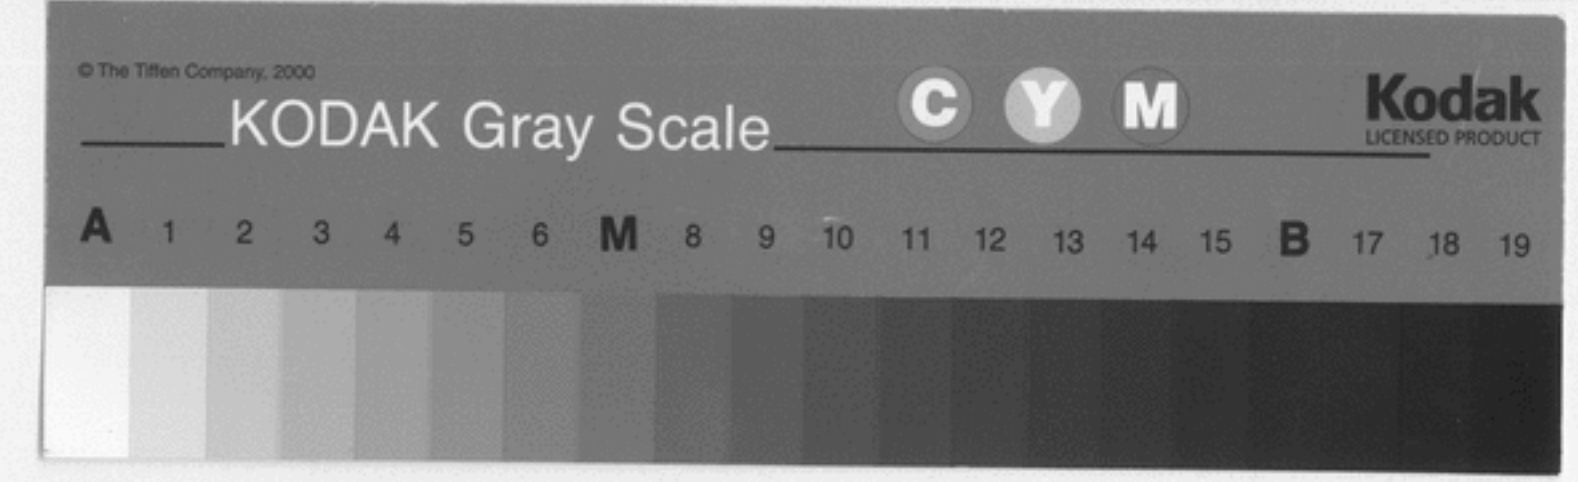 © The Tiffen Company, 2000
KODAK Gray Scale
C Y M
Kodak
LICENSED PRODUCT
A 1 2 3 4 5 6 M 8 9 10 11 12 13 14 15 B 17 18 19